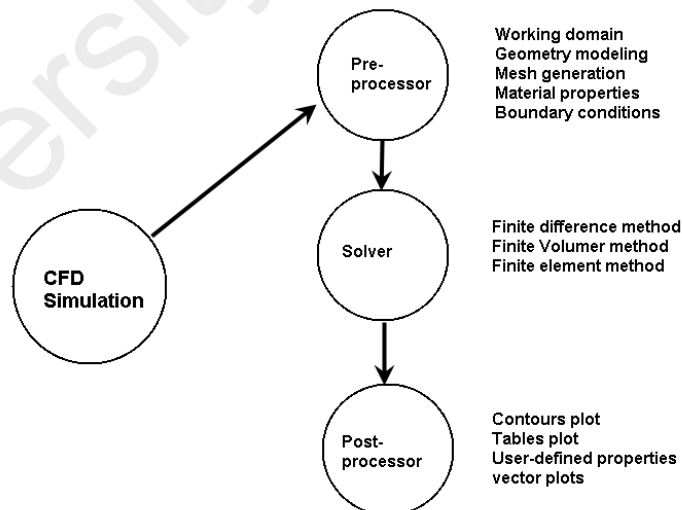 Pre-
processor
Working domain
Geometry modeling
Mesh generation
Material properties
Boundary conditions
CFD
Simulation
Solver
Finite difference method
Finite Volumer method
Finite element method
Post-
processor
Contours plot
Tables plot
User-defined properties
vector plots